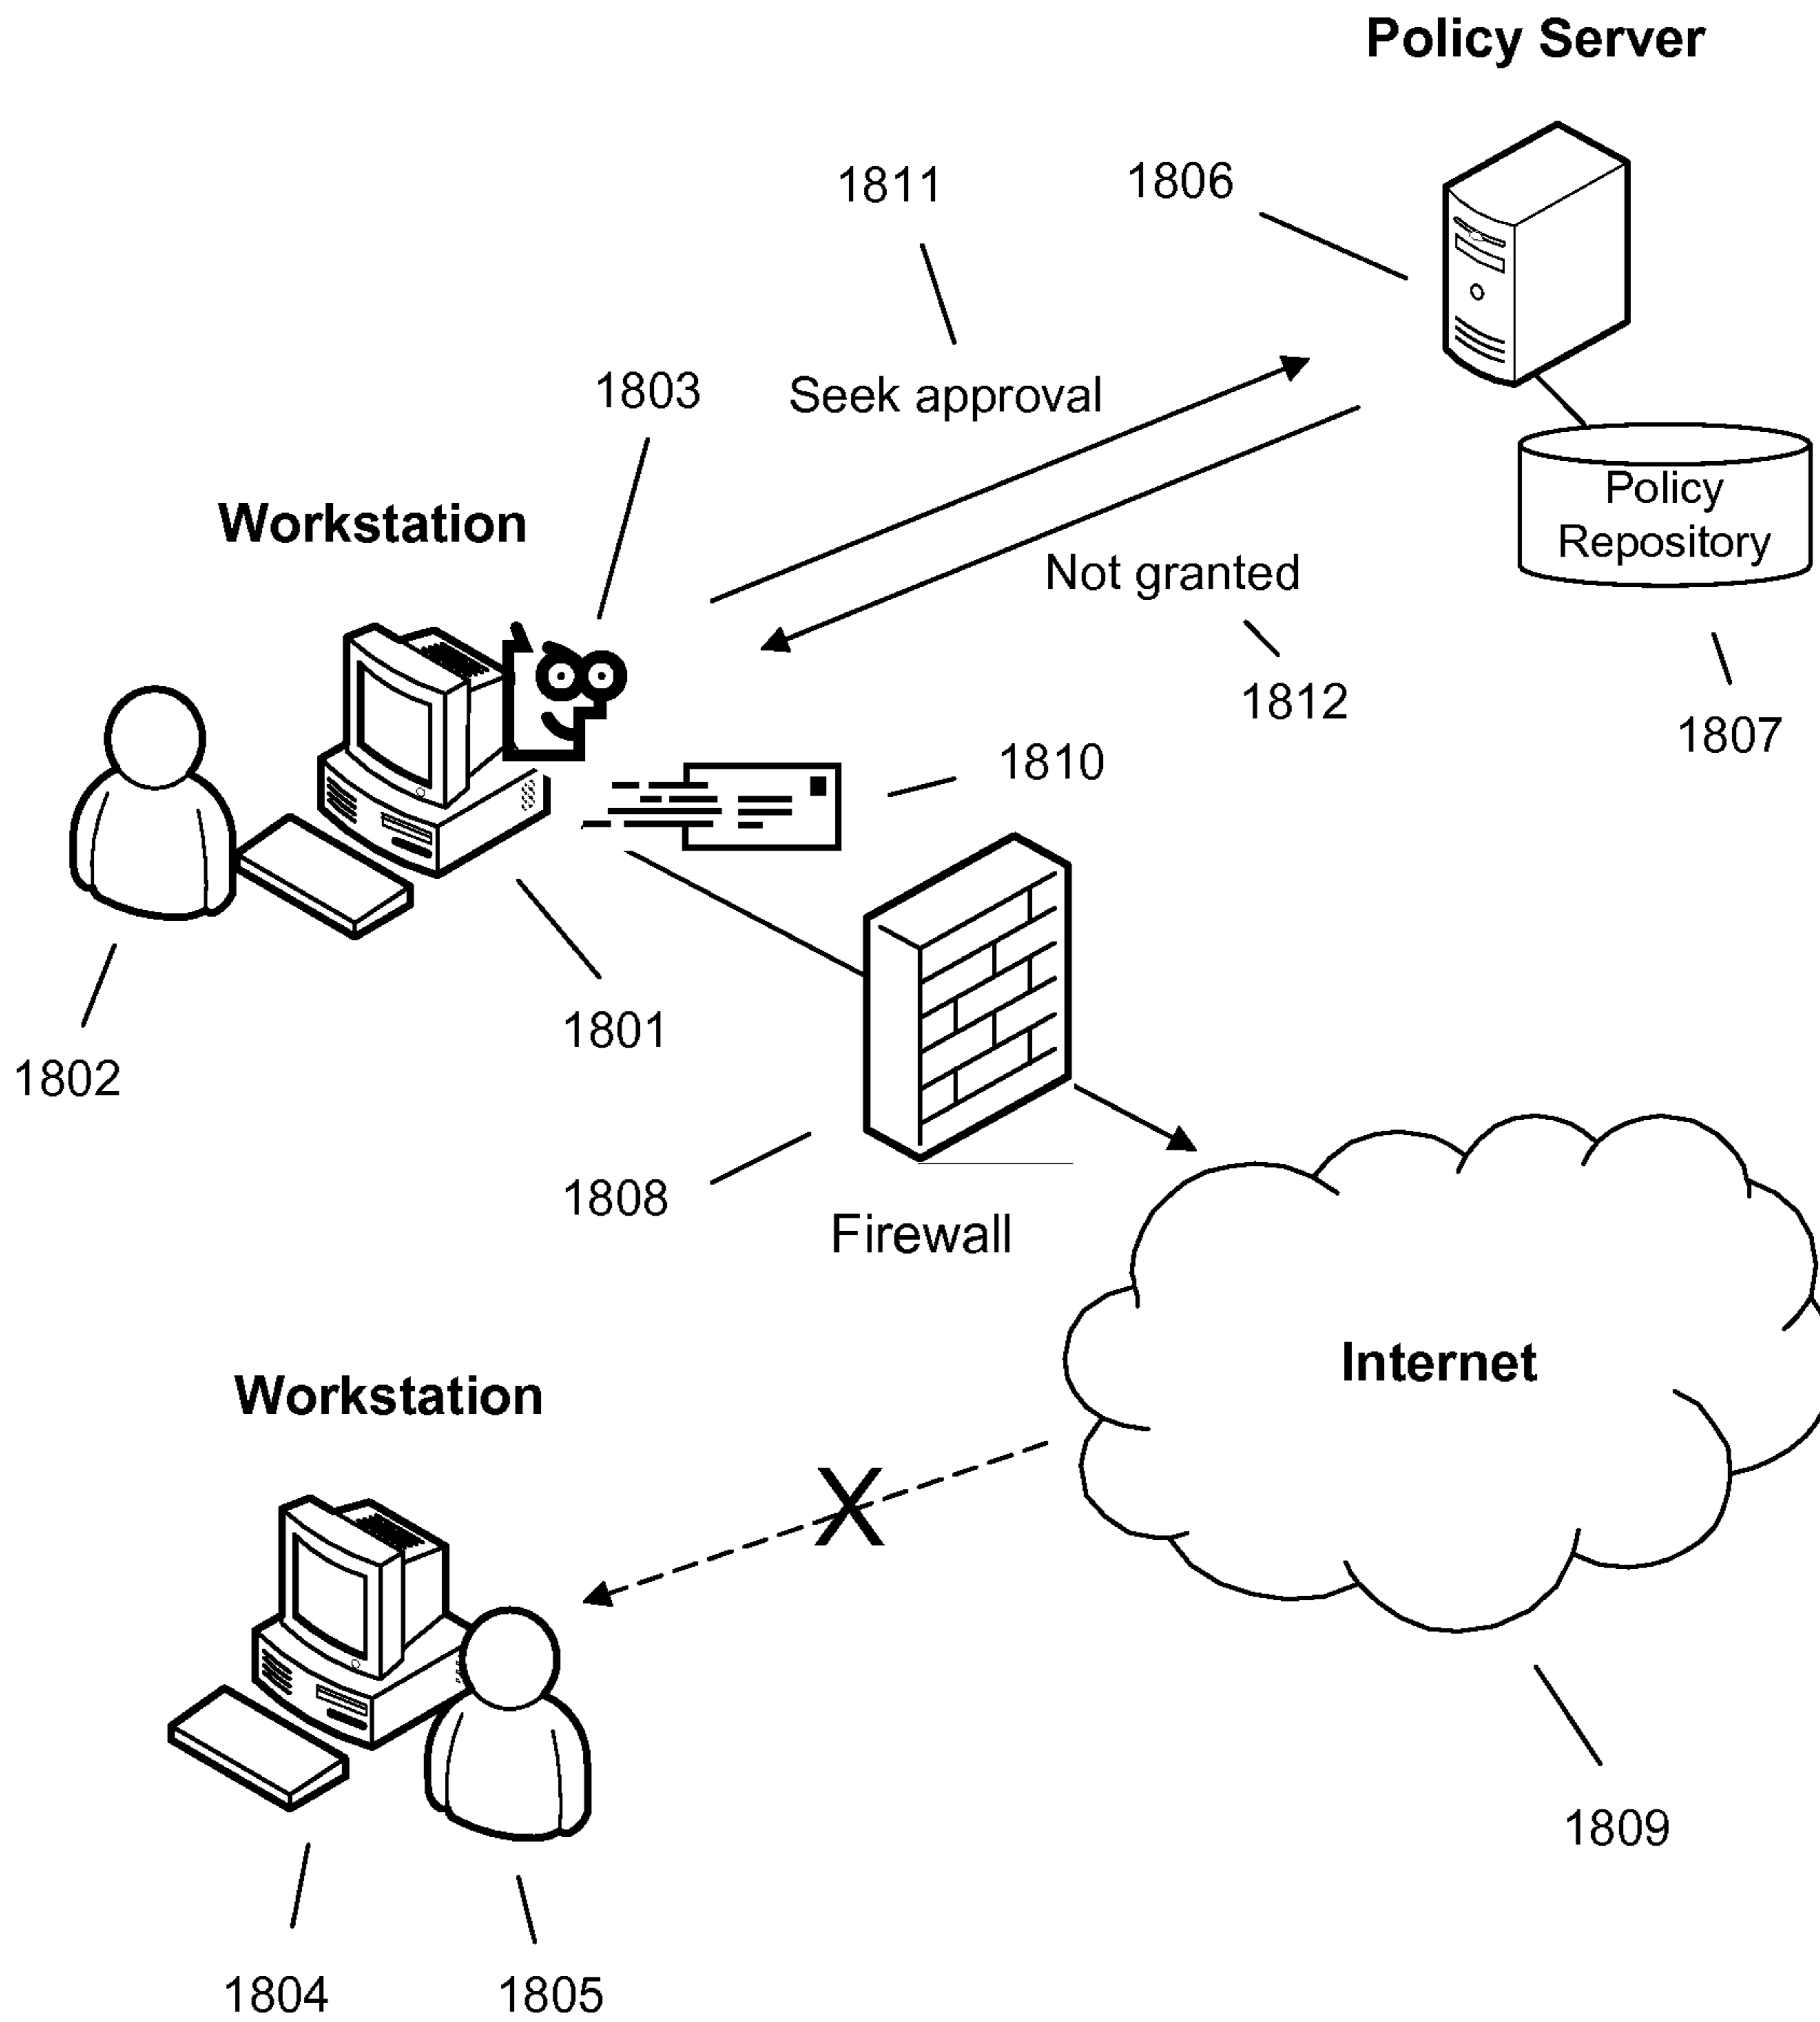 Policy Server
1811
1806
1803
Seek approval
Policy
Repository
Workstation
Not granted
1812
1807
1810
1801
1802
1808
Firewall
Internet
Workstation
X
1809
1804
1805